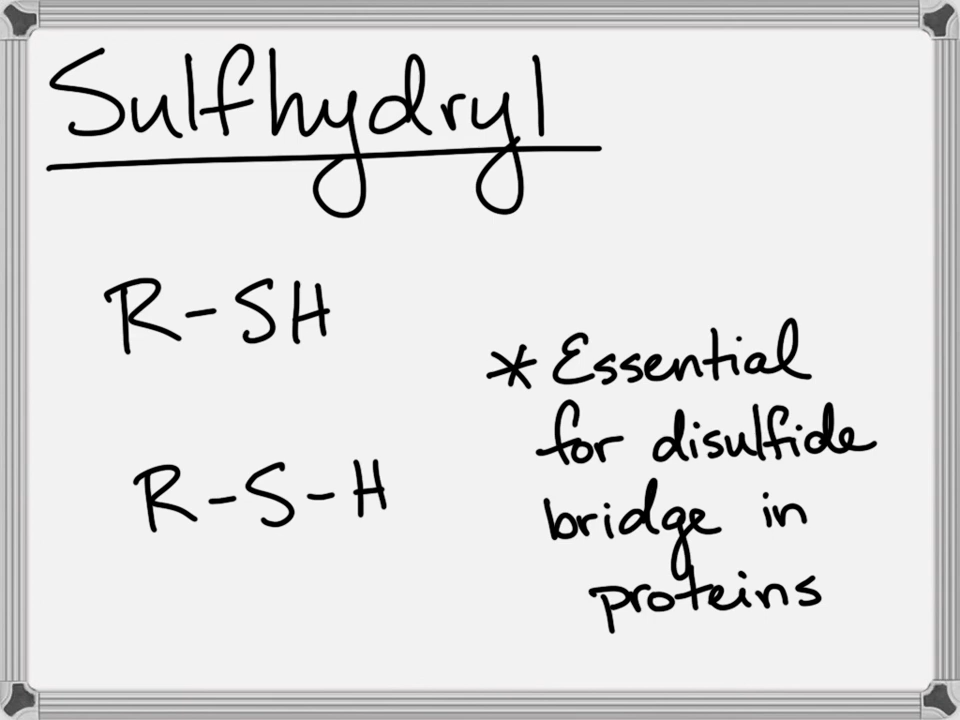 Sulfhydryl
R-SH
R-S-H
* Essential
for disulfide
bridge in
proteins